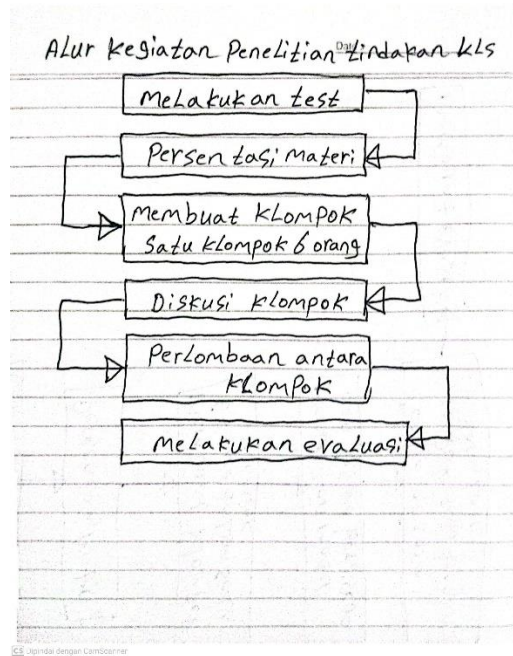 Alur kegiatan Penelitian tindakan kls
Melakukan test
Persentasi materi
Membuat klompok
Satu klompok 6 orang
Diskusi klompok
Perlombaan antara
klompok
Melakukan evaluasi
CS Dipindai dengan CamScanner